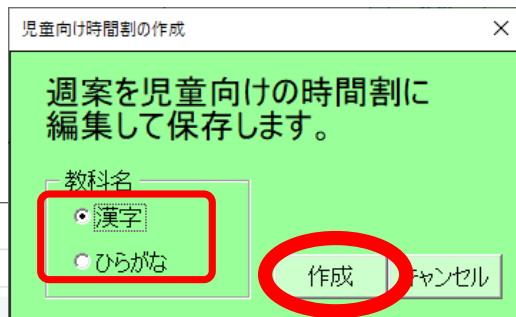 児童向け時間割の作成
週案を児童向けの時間割に
編集して保存します。
教科名
漢字
ひらがな
作成
キャンセル